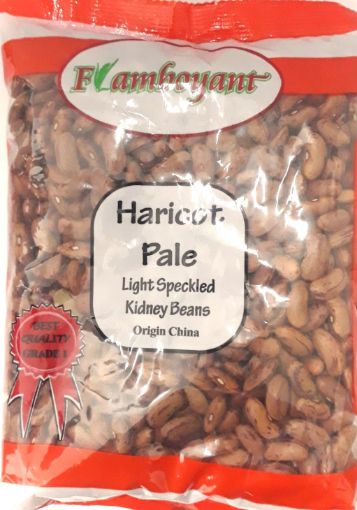 Flamboyant
Haricot
Pale
Light Speckled
Kidney Beans
Origin China
BEST
QUALITY
GRADE 1